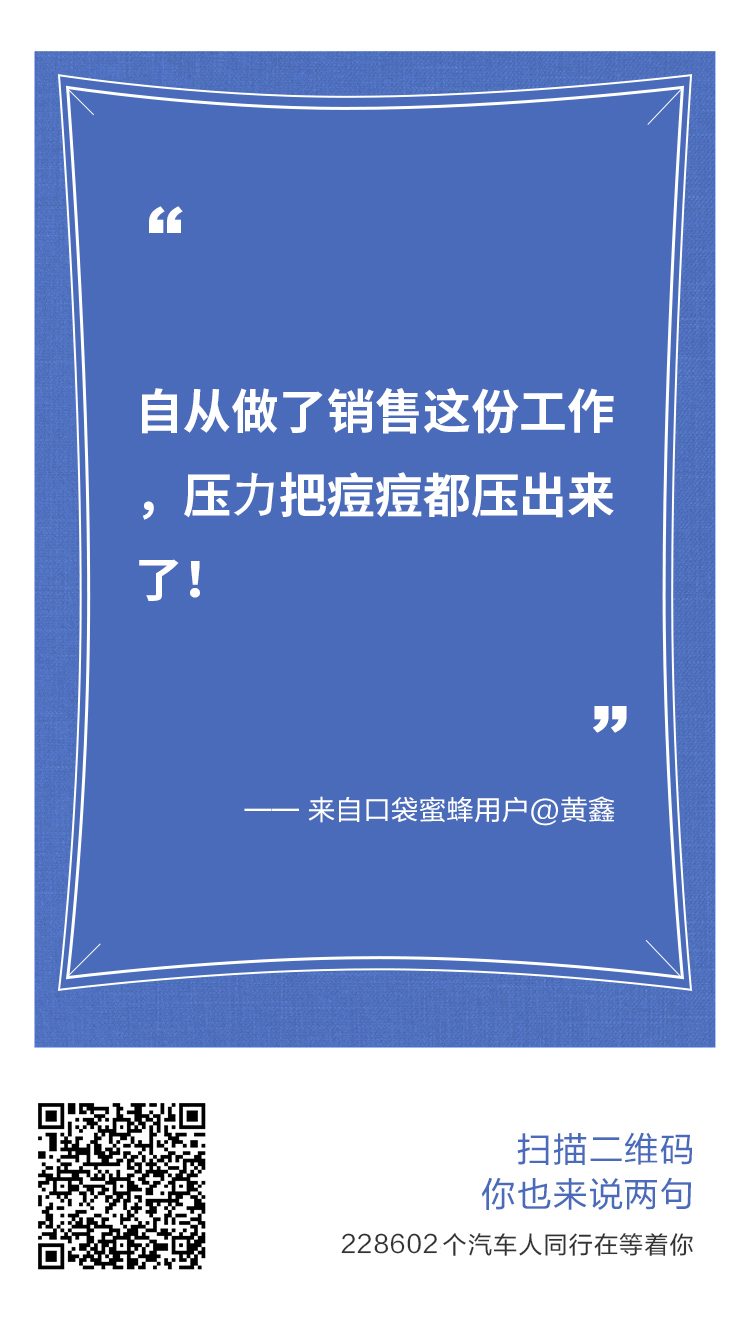 “
自从做了销售这份工作
，压力把痘痘都压出来
了！
”
—— 来自口袋蜜蜂用户@黄鑫
扫描二维码
你也来说两句
228602个汽车人同行在等着你